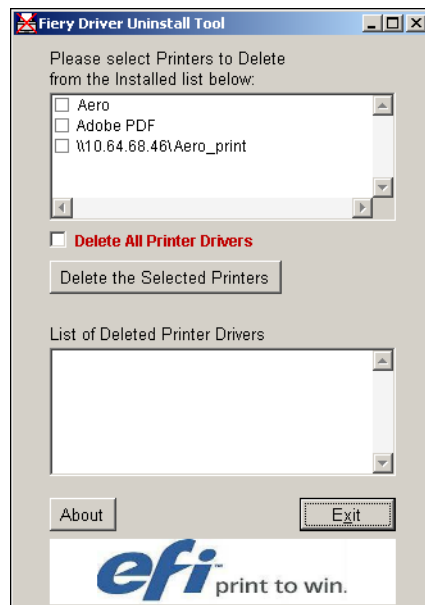 Fiery Driver Uninstall Tool
Please select Printers to Delete
from the Installed list below:
Aero
Adobe PDF
\\10.64.68.46\Aero_print
Delete All Printer Drivers
Delete the Selected Printers
List of Deleted Printer Drivers
About
Exit
efi™ print to win.